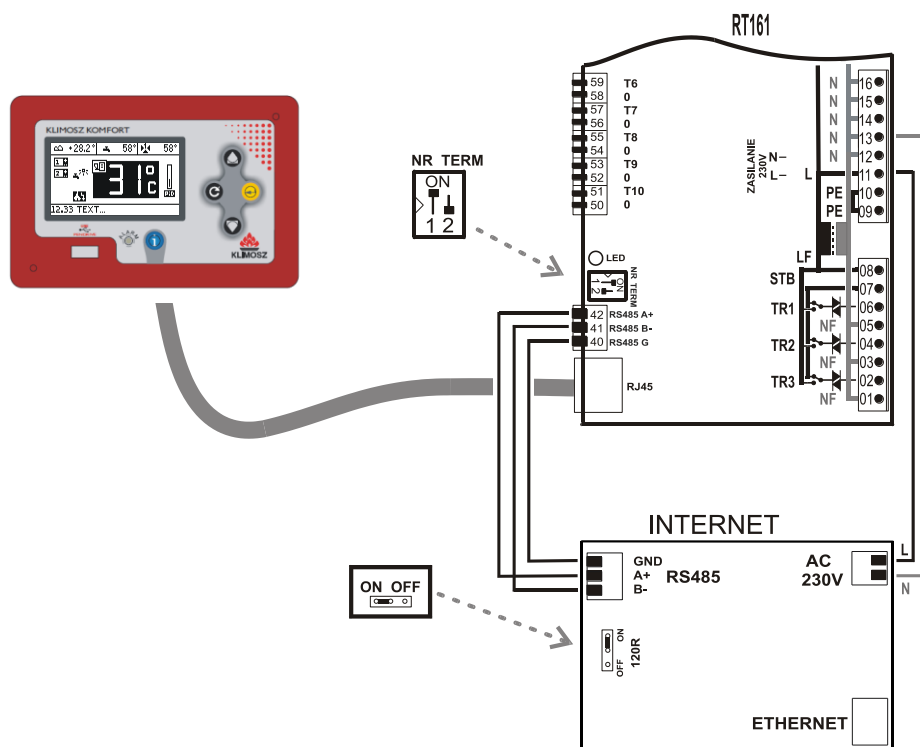 RT161
59 T6
58 0
57 T7
56 0
55 T8
54 0
53 T9
52 0
51 T10
50 0
N 16
N 15
N 14
N 13
N 12
L 11
PE 10
PE 09
ZASILANIE
230V
N
L
KLIMOSZ KOMFORT
+28.2° 58° 58°
31°C
12.33 TEXT...
KLIMOSZ
NR TERM
ON
1 2
LED
NR TERM
ON
1 2
LF
STB
08
07
TR1
06
NF 05
TR2
04
NF 03
TR3
02
NF 01
42 RS485 A+
41 RS485 B-
40 RS485 G
RJ45
INTERNET
GND
A+ RS485
B-
AC
230V
L
N
ON OFF
ON
OFF
120R
ETHERNET